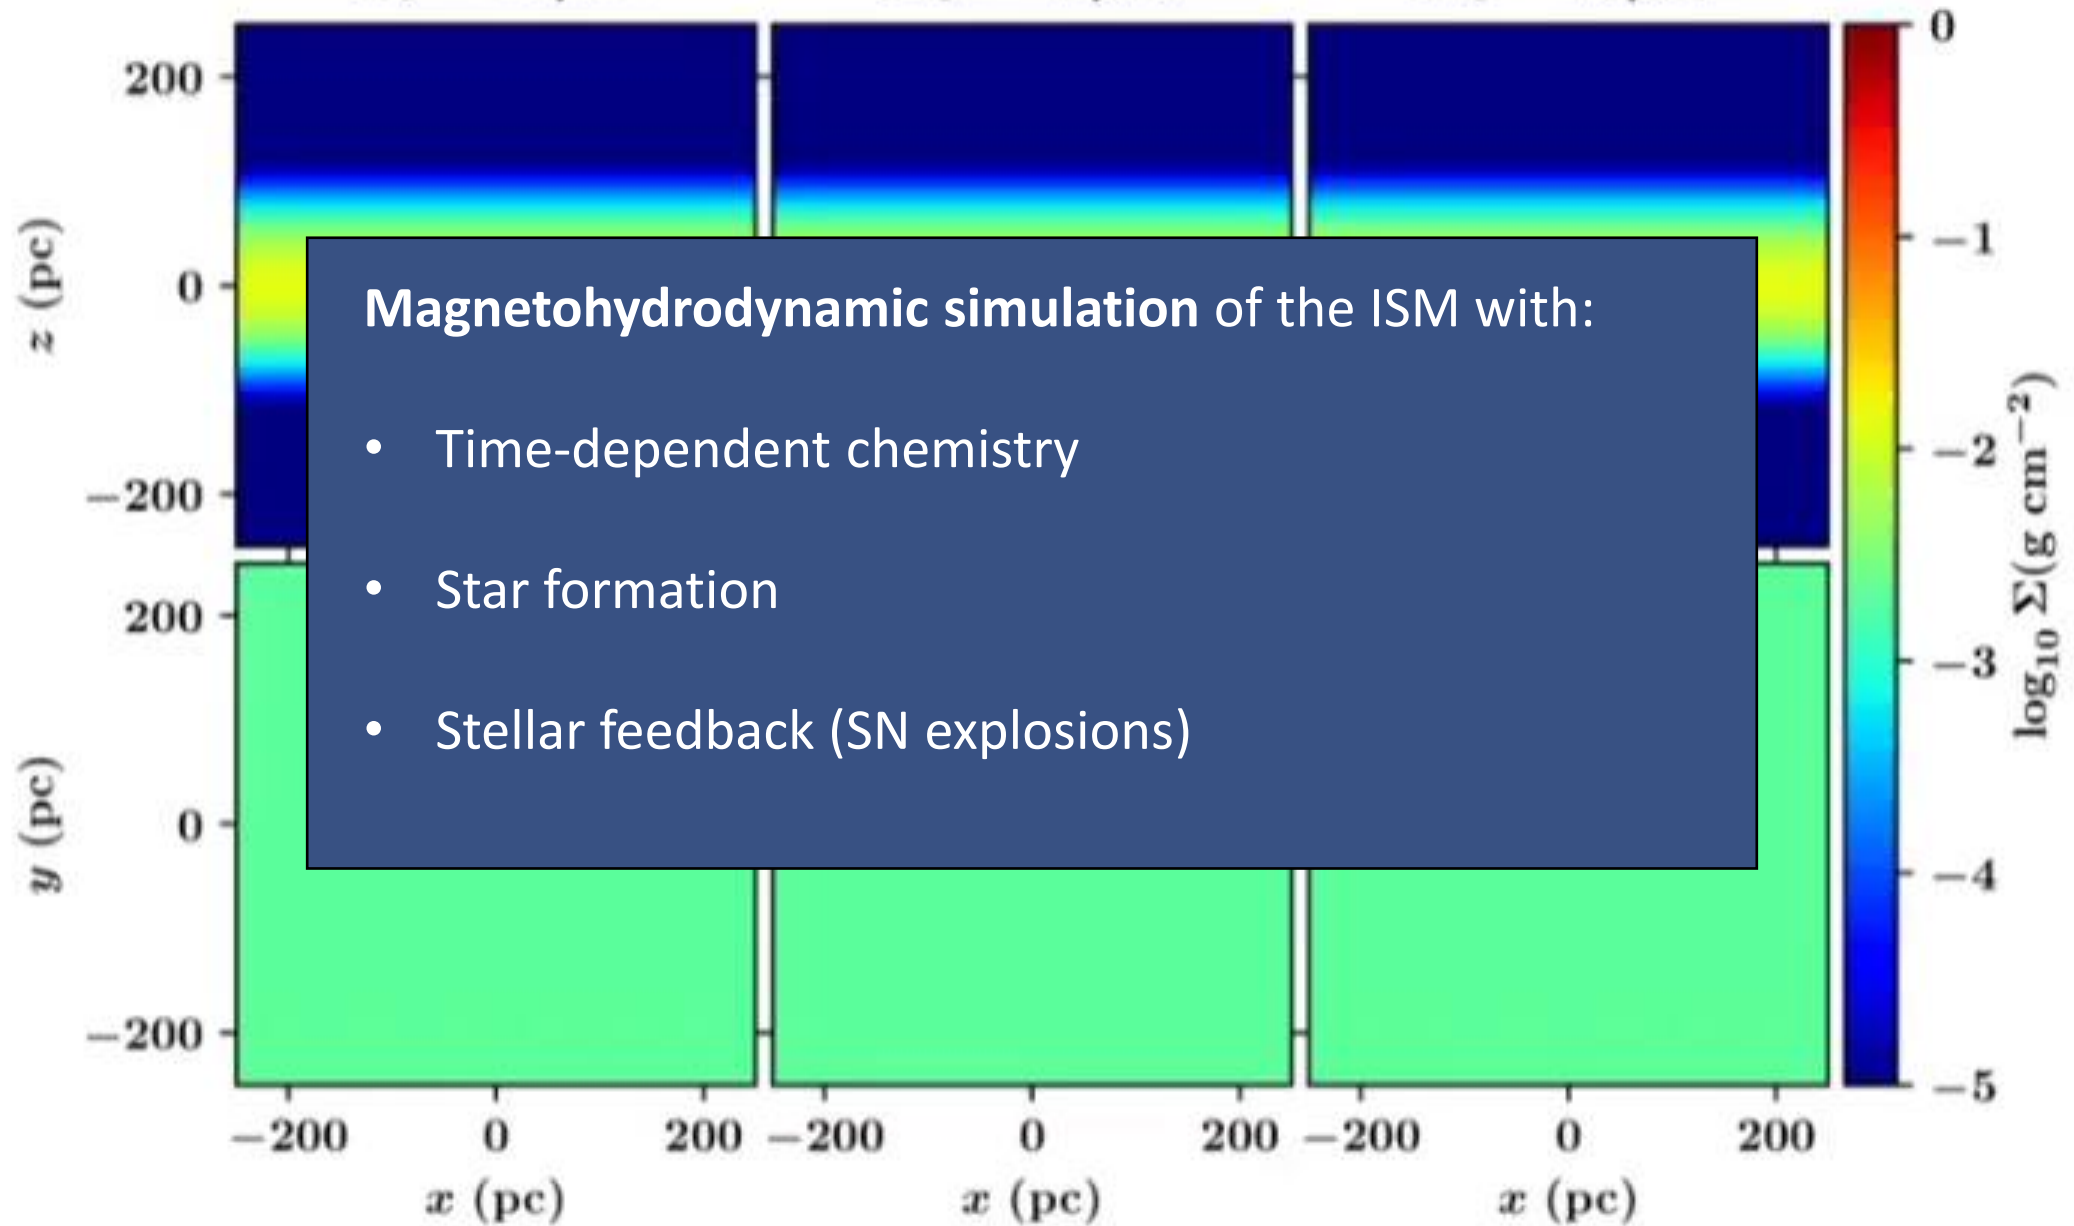 200
0
−200
z (pc)
Magnetohydrodynamic simulation of the ISM with:
• Time-dependent chemistry
• Star formation
• Stellar feedback (SN explosions)
200
0
−200
y (pc)
−200 0 200 −200 0 200 −200 0 200
x (pc) x (pc) x (pc)
0
−1
−2
−3
−4
−5
log₁₀ Σ(g cm⁻²)